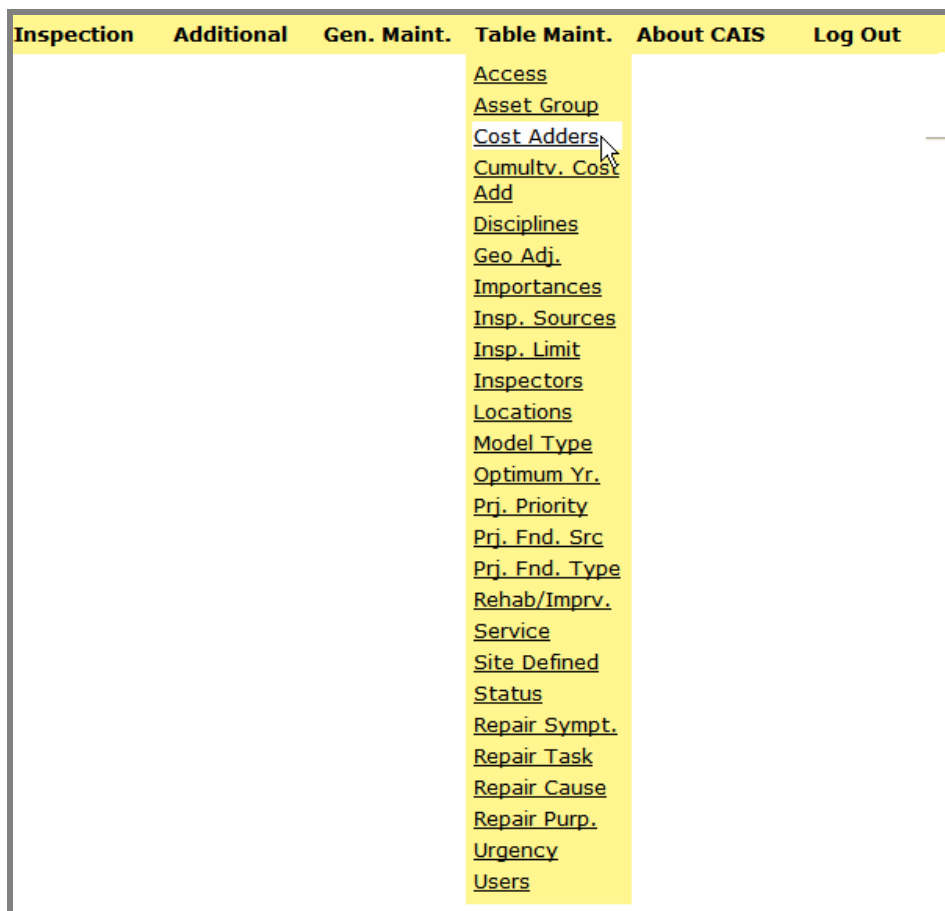 Inspection Additional Gen. Maint. Table Maint. About CAIS Log Out
Access
Asset Group
Cost Adders
Cumultv. Cost
Add
Disciplines
Geo Adj.
Importances
Insp. Sources
Insp. Limit
Inspectors
Locations
Model Type
Optimum Yr.
Prj. Priority
Prj. Fnd. Src
Prj. Fnd. Type
Rehab/Imprv.
Service
Site Defined
Status
Repair Sympt.
Repair Task
Repair Cause
Repair Purp.
Urgency
Users